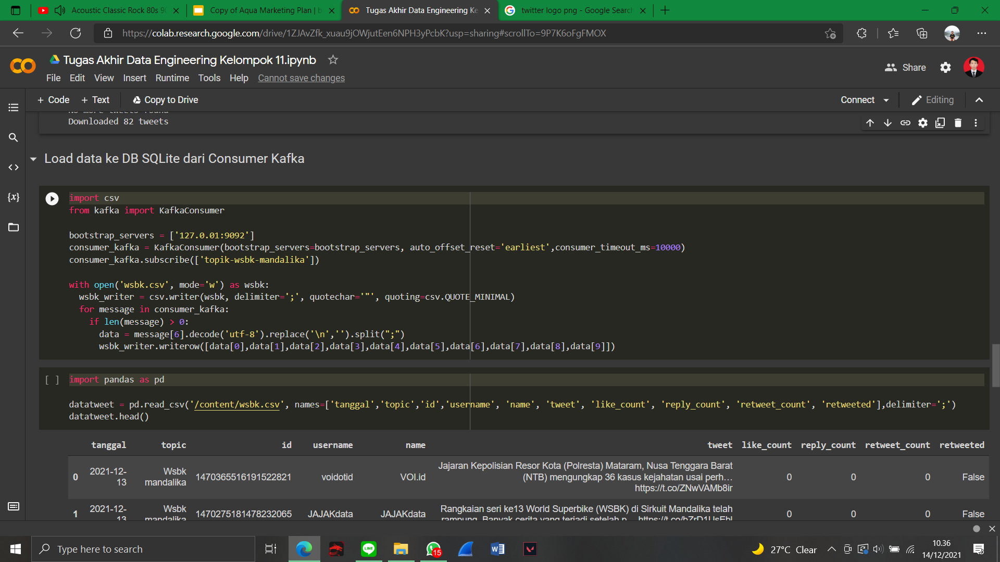 Acoustic Classic Rock 80s 9
Copy of Aqua Marketing Plan | b
Tugas Akhir Data Engineering Ke
twitter logo png - Google Search
https://colab.research.google.com/drive/1ZJAvZfk_xuau9jOWjutEen6NPH3yPcbK?usp=sharing#scrollTo=9P7K6oFgFMOX
Tugas Akhir Data Engineering Kelompok 11.ipynb
Share
File Edit View Insert Runtime Tools Help Cannot save changes
+ Code + Text Copy to Drive
Connect Editing
No more tweets found
Downloaded 82 tweets
Load data ke DB SQLite dari Consumer Kafka
import csv
from kafka import KafkaConsumer
bootstrap_servers = ['127.0.01:9092']
consumer_kafka = KafkaConsumer(bootstrap_servers=bootstrap_servers, auto_offset_reset='earliest',consumer_timeout_ms=10000)
consumer_kafka.subscribe(['topik-wsbk-mandalika'])
with open('wsbk.csv', mode='w') as wsbk:
wsbk_writer = csv.writer(wsbk, delimiter=';', quotechar='"', quoting=csv.QUOTE_MINIMAL)
for message in consumer_kafka:
if len(message) > 0:
data = message[6].decode('utf-8').replace('\n','').split(";")
wsbk_writer.writerow([data[0],data[1],data[2],data[3],data[4],data[5],data[6],data[7],data[8],data[9]])
[ ] import pandas as pd
datatweet = pd.read_csv('/content/wsbk.csv', names=['tanggal','topic','id','username', 'name', 'tweet', 'like_count', 'reply_count', 'retweet_count', 'retweeted'],delimiter=';')
datatweet.head()
tanggal topic id username name tweet like_count reply_count retweet_count retweeted
0 2021-12-13 Wsbk mandalika 1470365516191522821 voidotid VOI.id Jajaran Kepolisian Resor Kota (Polresta) Mataram, Nusa Tenggara Barat (NTB) mengungkap 36 kasus kejahatan usai perh… https://t.co/ZNwVAMb8ir 0 0 0 False
1 2021-12-13 Wsbk mandalika 1470275181478232065 JAJAKdata JAJAKdata Rangkaian seri ke13 World Superbike (WSBK) di Sirkuit Mandalika telah rampung. Banyak cerita yang terjadi setelah p… https://t.co/bZrD1UsEbl 0 0 0 False
Type here to search
LINE
15
27°C Clear
10.36
14/12/2021